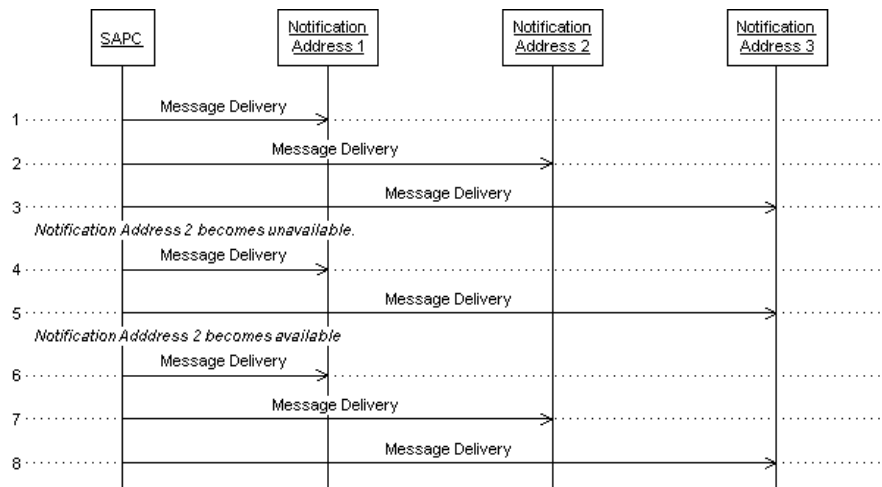 SAPC
Notification
Address 1
Notification
Address 2
Notification
Address 3
Message Delivery
1
Message Delivery
2
Message Delivery
3
Notification Address 2 becomes unavailable.
Message Delivery
4
Message Delivery
5
Notification Adddress 2 becomes available
Message Delivery
6
Message Delivery
7
Message Delivery
8